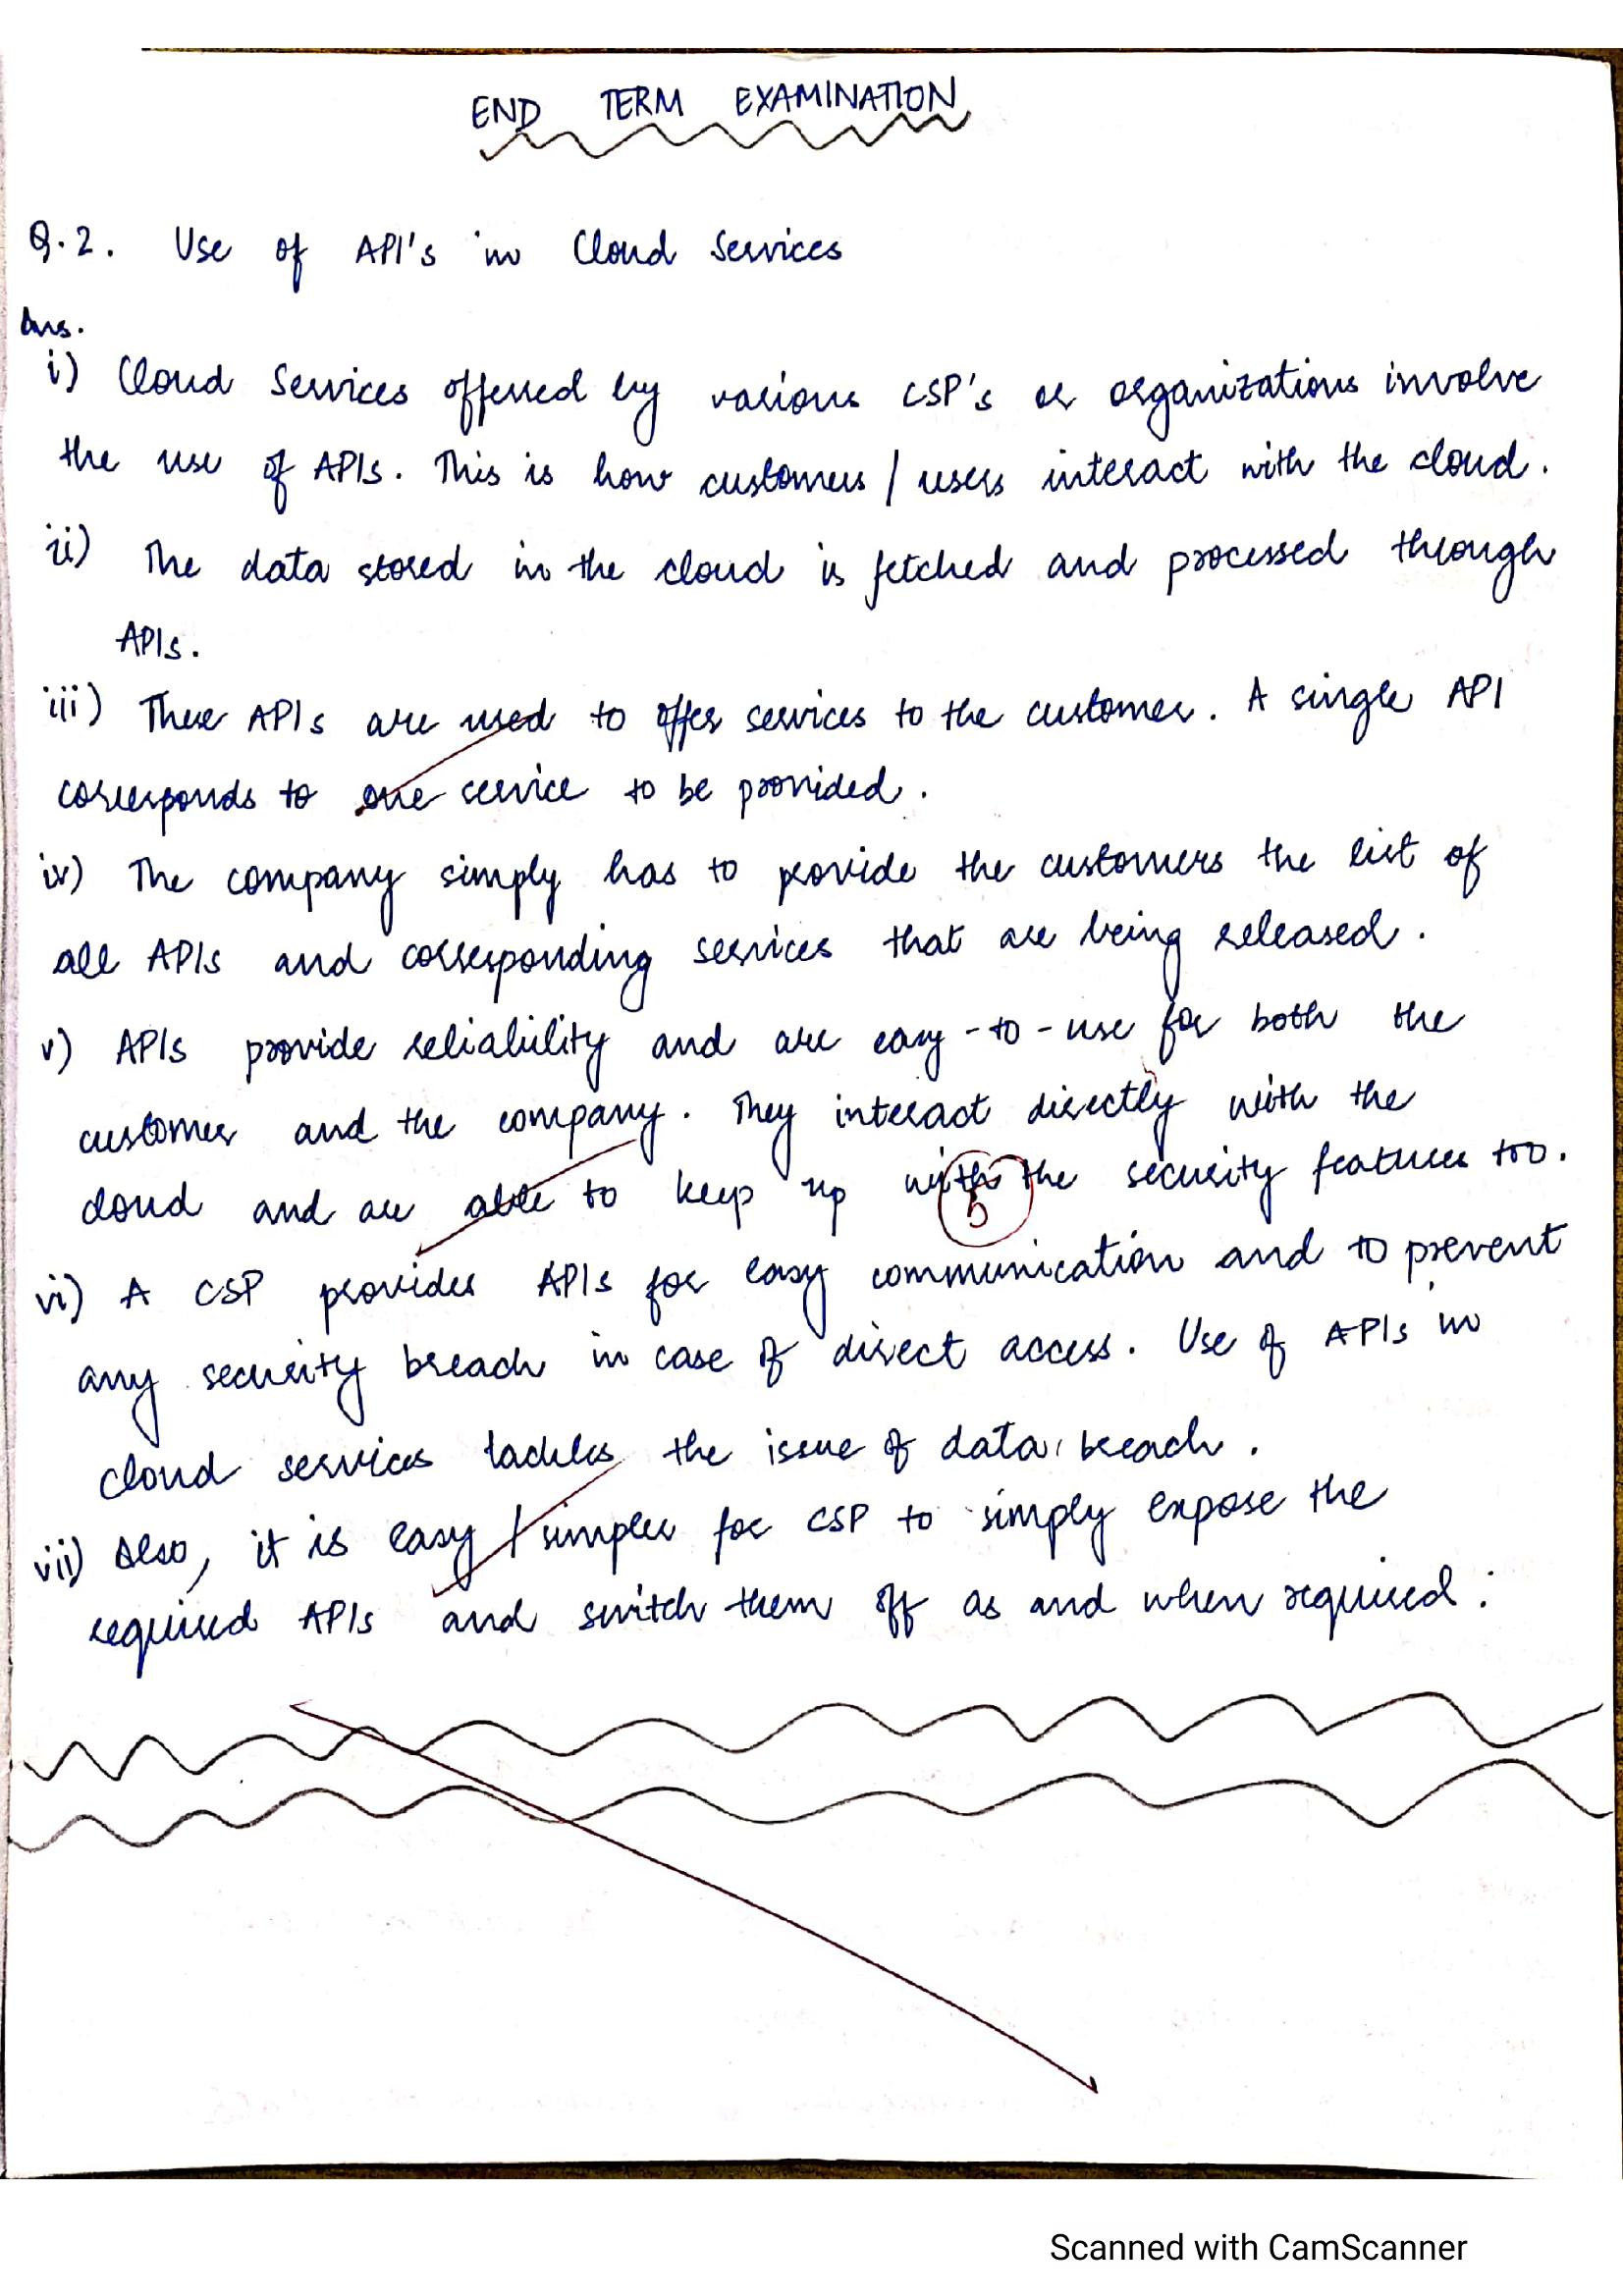 END TERM EXAMINATION
Q.2. Use of API's in Cloud Services
Ans.
i) Cloud Services offered by various CSP's or organizations involve
the use of APIs. This is how customers / users interact with the cloud.
ii) The data stored in the cloud is fetched and processed through
APIs.
iii) These APIs are used to offer services to the customer. A single API
corresponds to one service to be provided.
iv) The company simply has to provide the customers the list of
all APIs and corresponding services that are being released.
v) APIs provide reliability and are easy-to-use for both the
customer and the company. They interact directly with the
cloud and are able to keep up with the security features too.
5
vi) A CSP provides APIs for easy communication and to prevent
any security breach in case of direct access. Use of APIs in
cloud services tackles the issue of data breach.
vii) Also, it is easy / simpler for CSP to simply expose the
required APIs and switch them off as and when required.
Scanned with CamScanner